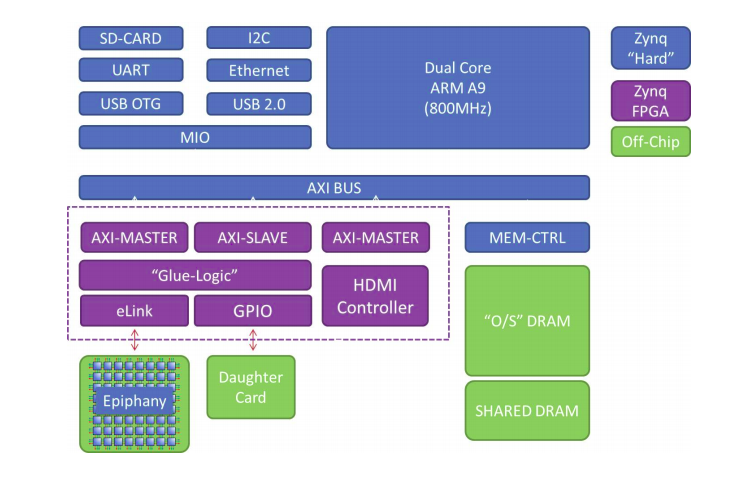 SD-CARD
I2C
UART
Ethernet
USB OTG
USB 2.0
MIO
Dual Core
ARM A9
(800MHz)
Zynq
“Hard”
Zynq
FPGA
Off-Chip
AXI BUS
AXI-MASTER
AXI-SLAVE
AXI-MASTER
MEM-CTRL
“Glue-Logic”
HDMI
Controller
eLink
GPIO
“O/S” DRAM
Epiphany
Daughter
Card
SHARED DRAM